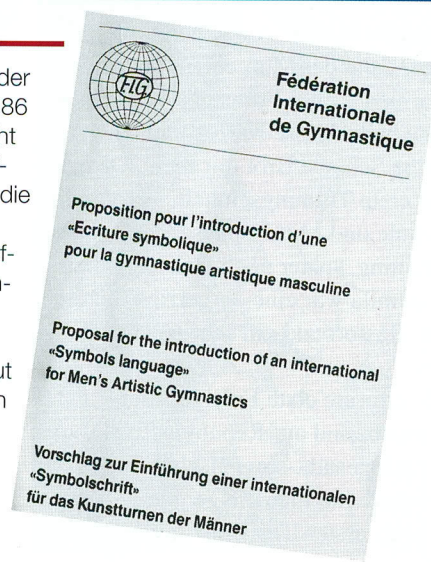 der
86
nt
-
die
f-
n-
ut
n
F.I.G.
Fédération
Internationale
de Gymnastique
Proposition pour l'introduction d'une
«Ecriture symbolique»
pour la gymnastique artistique masculine
Proposal for the introduction of an international
«Symbols language»
for Men's Artistic Gymnastics
Vorschlag zur Einführung einer internationalen
«Symbolschrift»
für das Kunstturnen der Männer